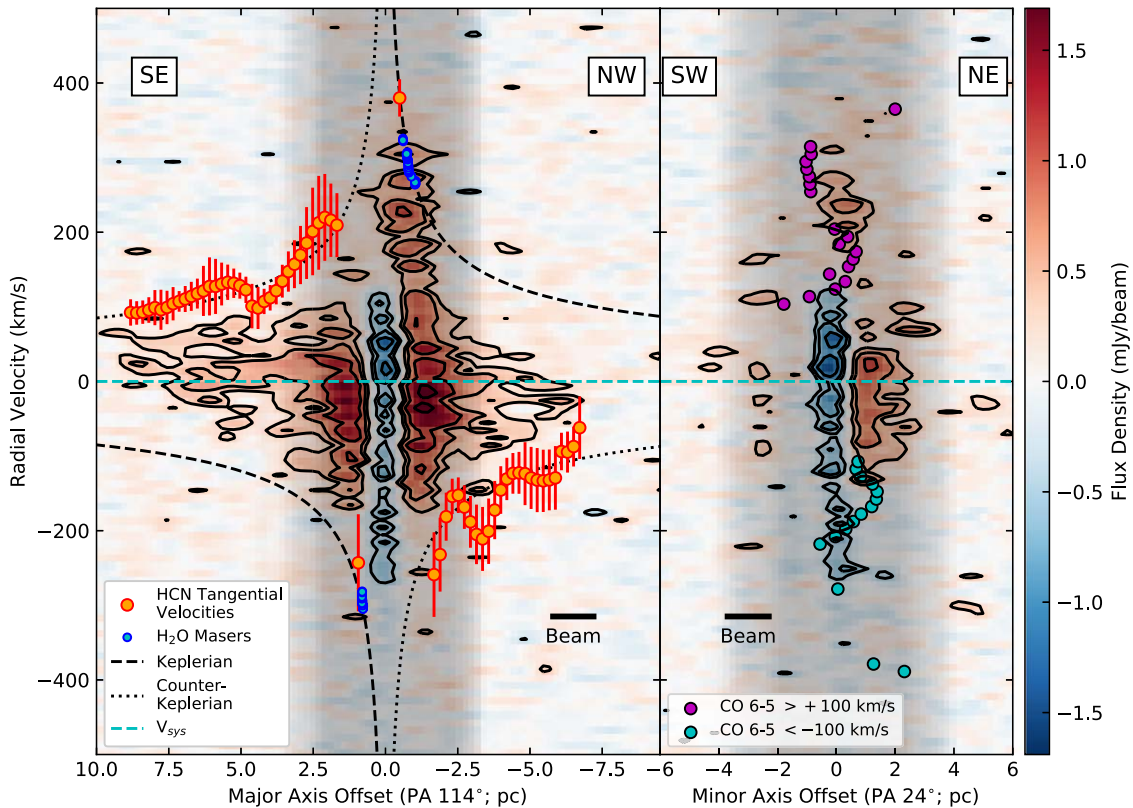 SE
NW
SW
NE
400
200
0
−200
−400
Radial Velocity (km/s)
10.0 7.5 5.0 2.5 0.0 −2.5 −5.0 −7.5
Major Axis Offset (PA 114°; pc)
−6 −4 −2 0 2 4 6
Minor Axis Offset (PA 24°; pc)
HCN Tangential
Velocities
H₂O Masers
Keplerian
Counter-
Keplerian
V_sys
Beam
Beam
CO 6-5 > +100 km/s
CO 6-5 < −100 km/s
1.5
1.0
0.5
0.0
−0.5
−1.0
−1.5
Flux Density (mJy/beam)